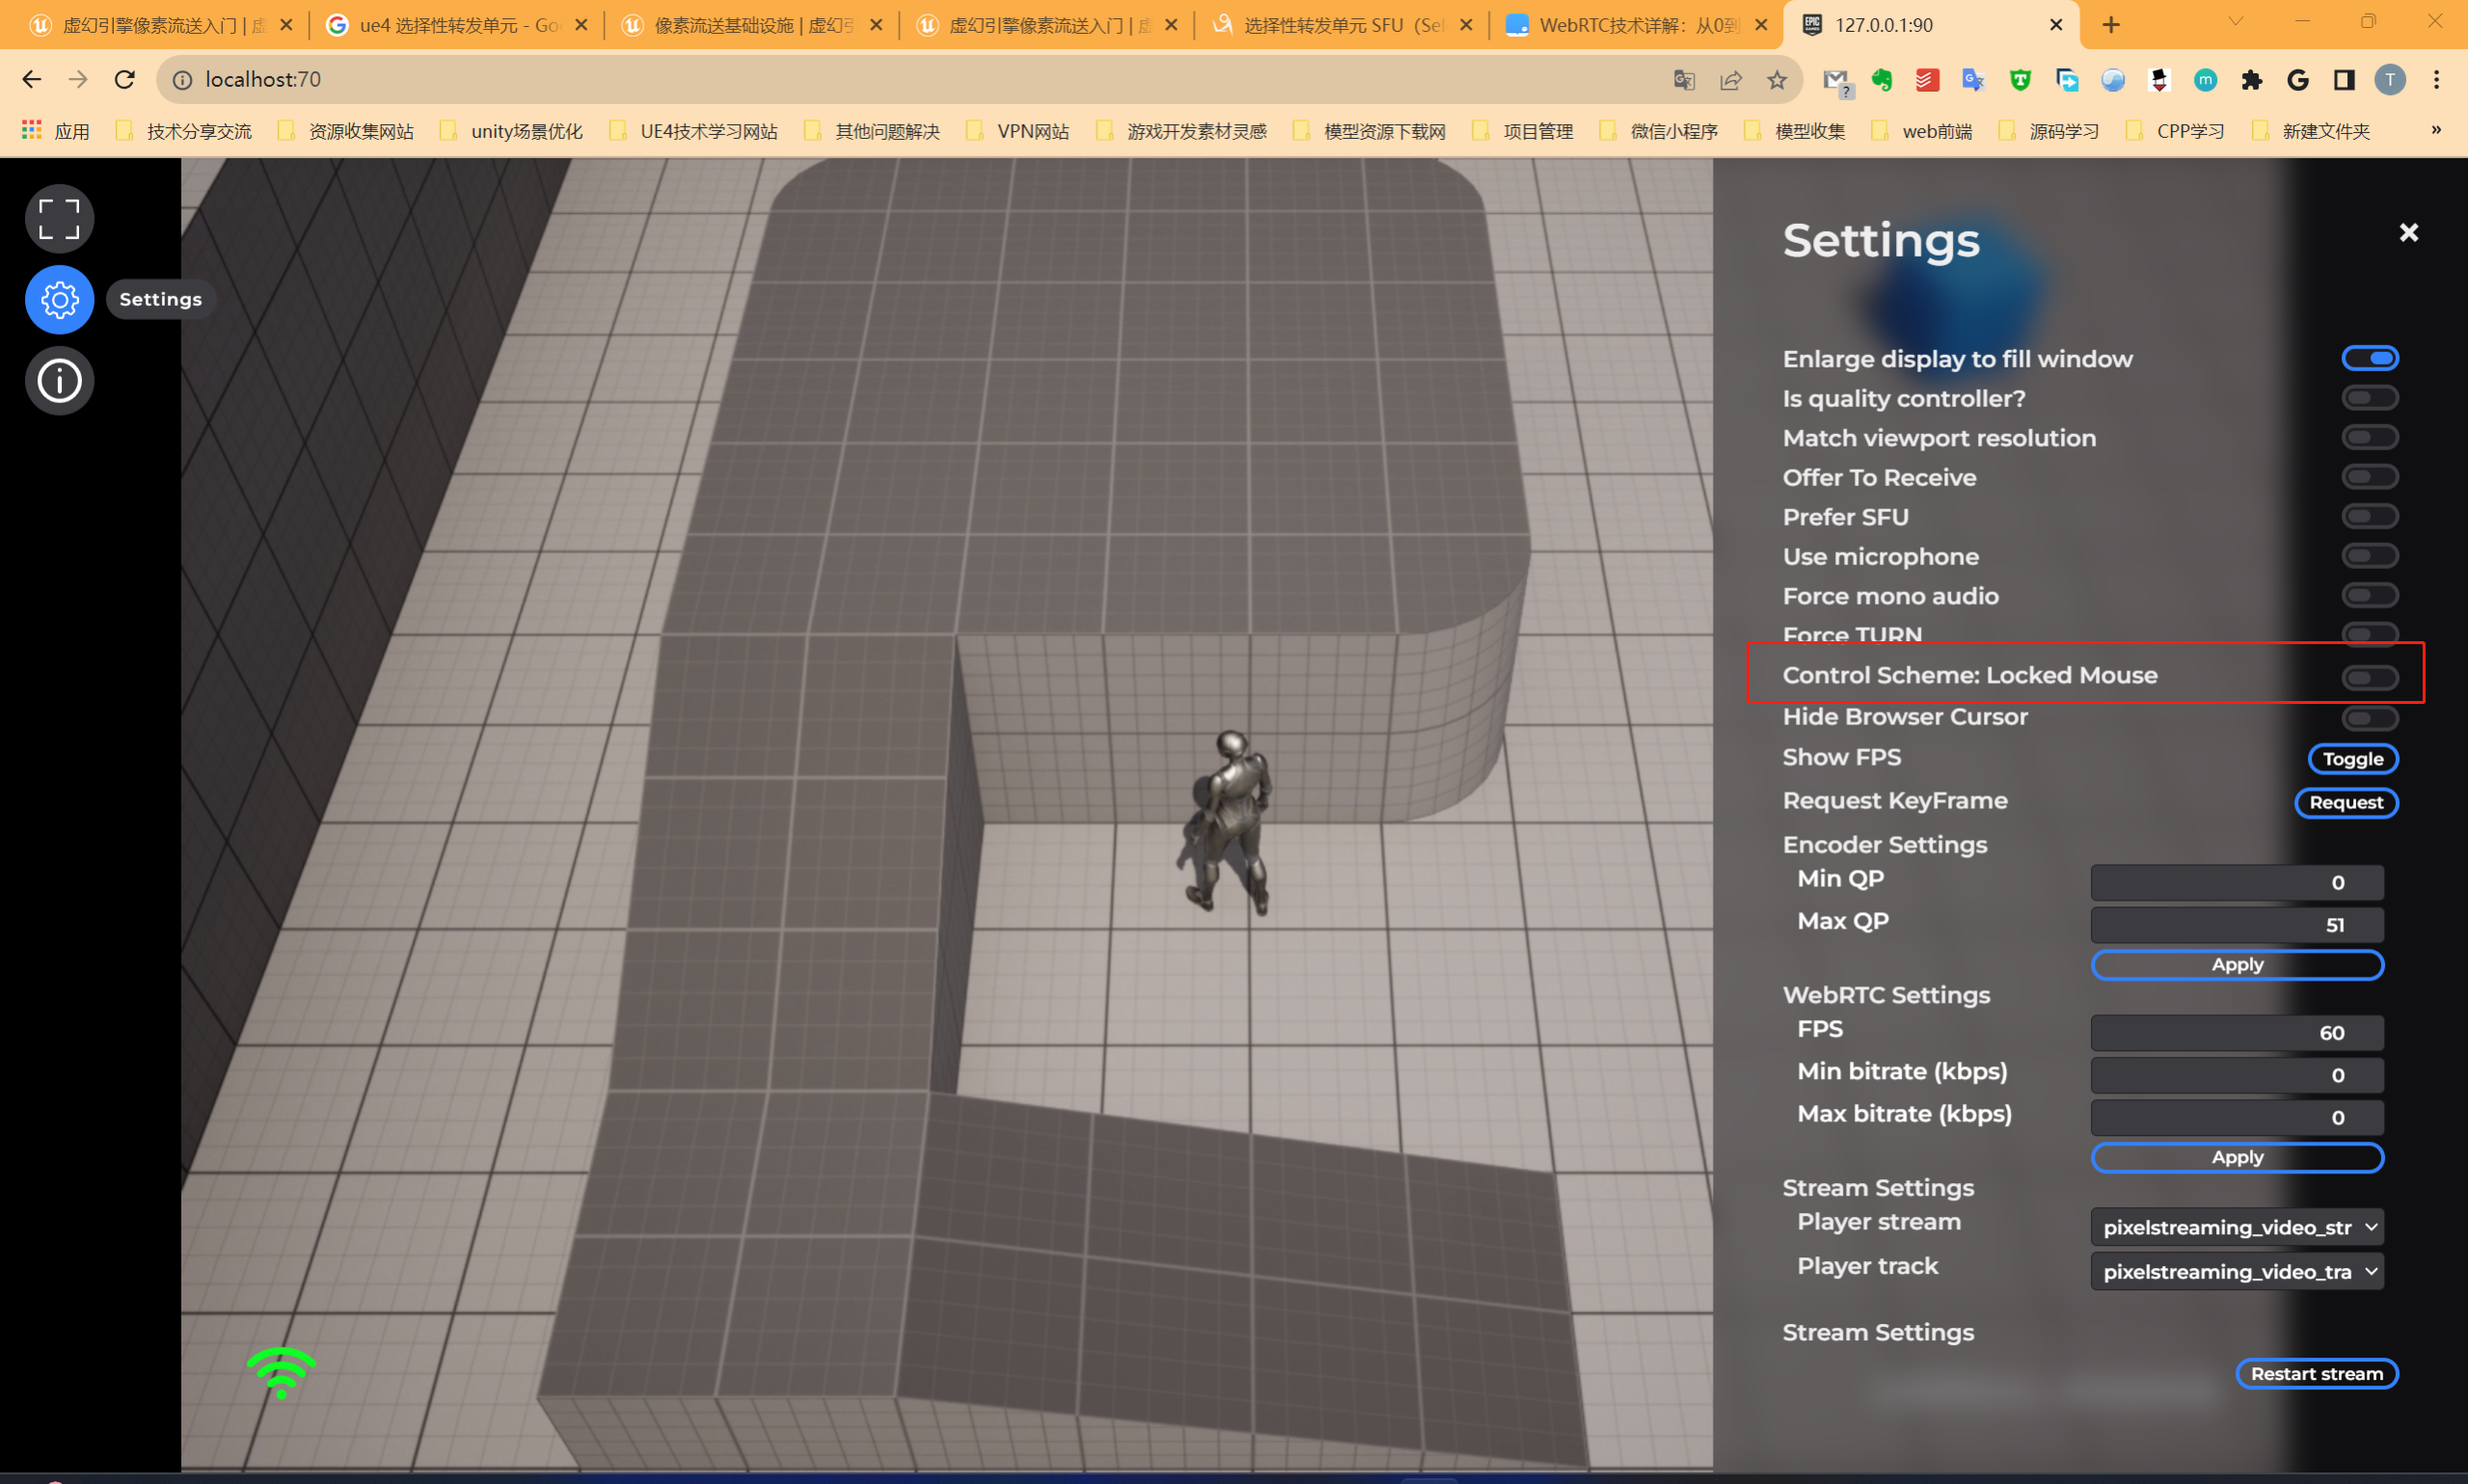 虚幻引擎像素流送入门 | 虚
ue4 选择性转发单元 - Go
像素流送基础设施 | 虚幻引
虚幻引擎像素流送入门 | 虚
选择性转发单元 SFU（Sel
WebRTC技术详解：从0到
127.0.0.1:90
localhost:70
T
应用
技术分享交流
资源收集网站
unity场景优化
UE4技术学习网站
其他问题解决
VPN网站
游戏开发素材灵感
模型资源下载网
项目管理
微信小程序
模型收集
web前端
源码学习
CPP学习
新建文件夹
»
Settings
Settings
Enlarge display to fill window
Is quality controller?
Match viewport resolution
Offer To Receive
Prefer SFU
Use microphone
Force mono audio
Force TURN
Control Scheme: Locked Mouse
Hide Browser Cursor
Show FPS Toggle
Request KeyFrame Request
Encoder Settings
Min QP 0
Max QP 51
Apply
WebRTC Settings
FPS 60
Min bitrate (kbps) 0
Max bitrate (kbps) 0
Apply
Stream Settings
Player stream pixelstreaming_video_str
Player track pixelstreaming_video_tra
Stream Settings
Restart stream